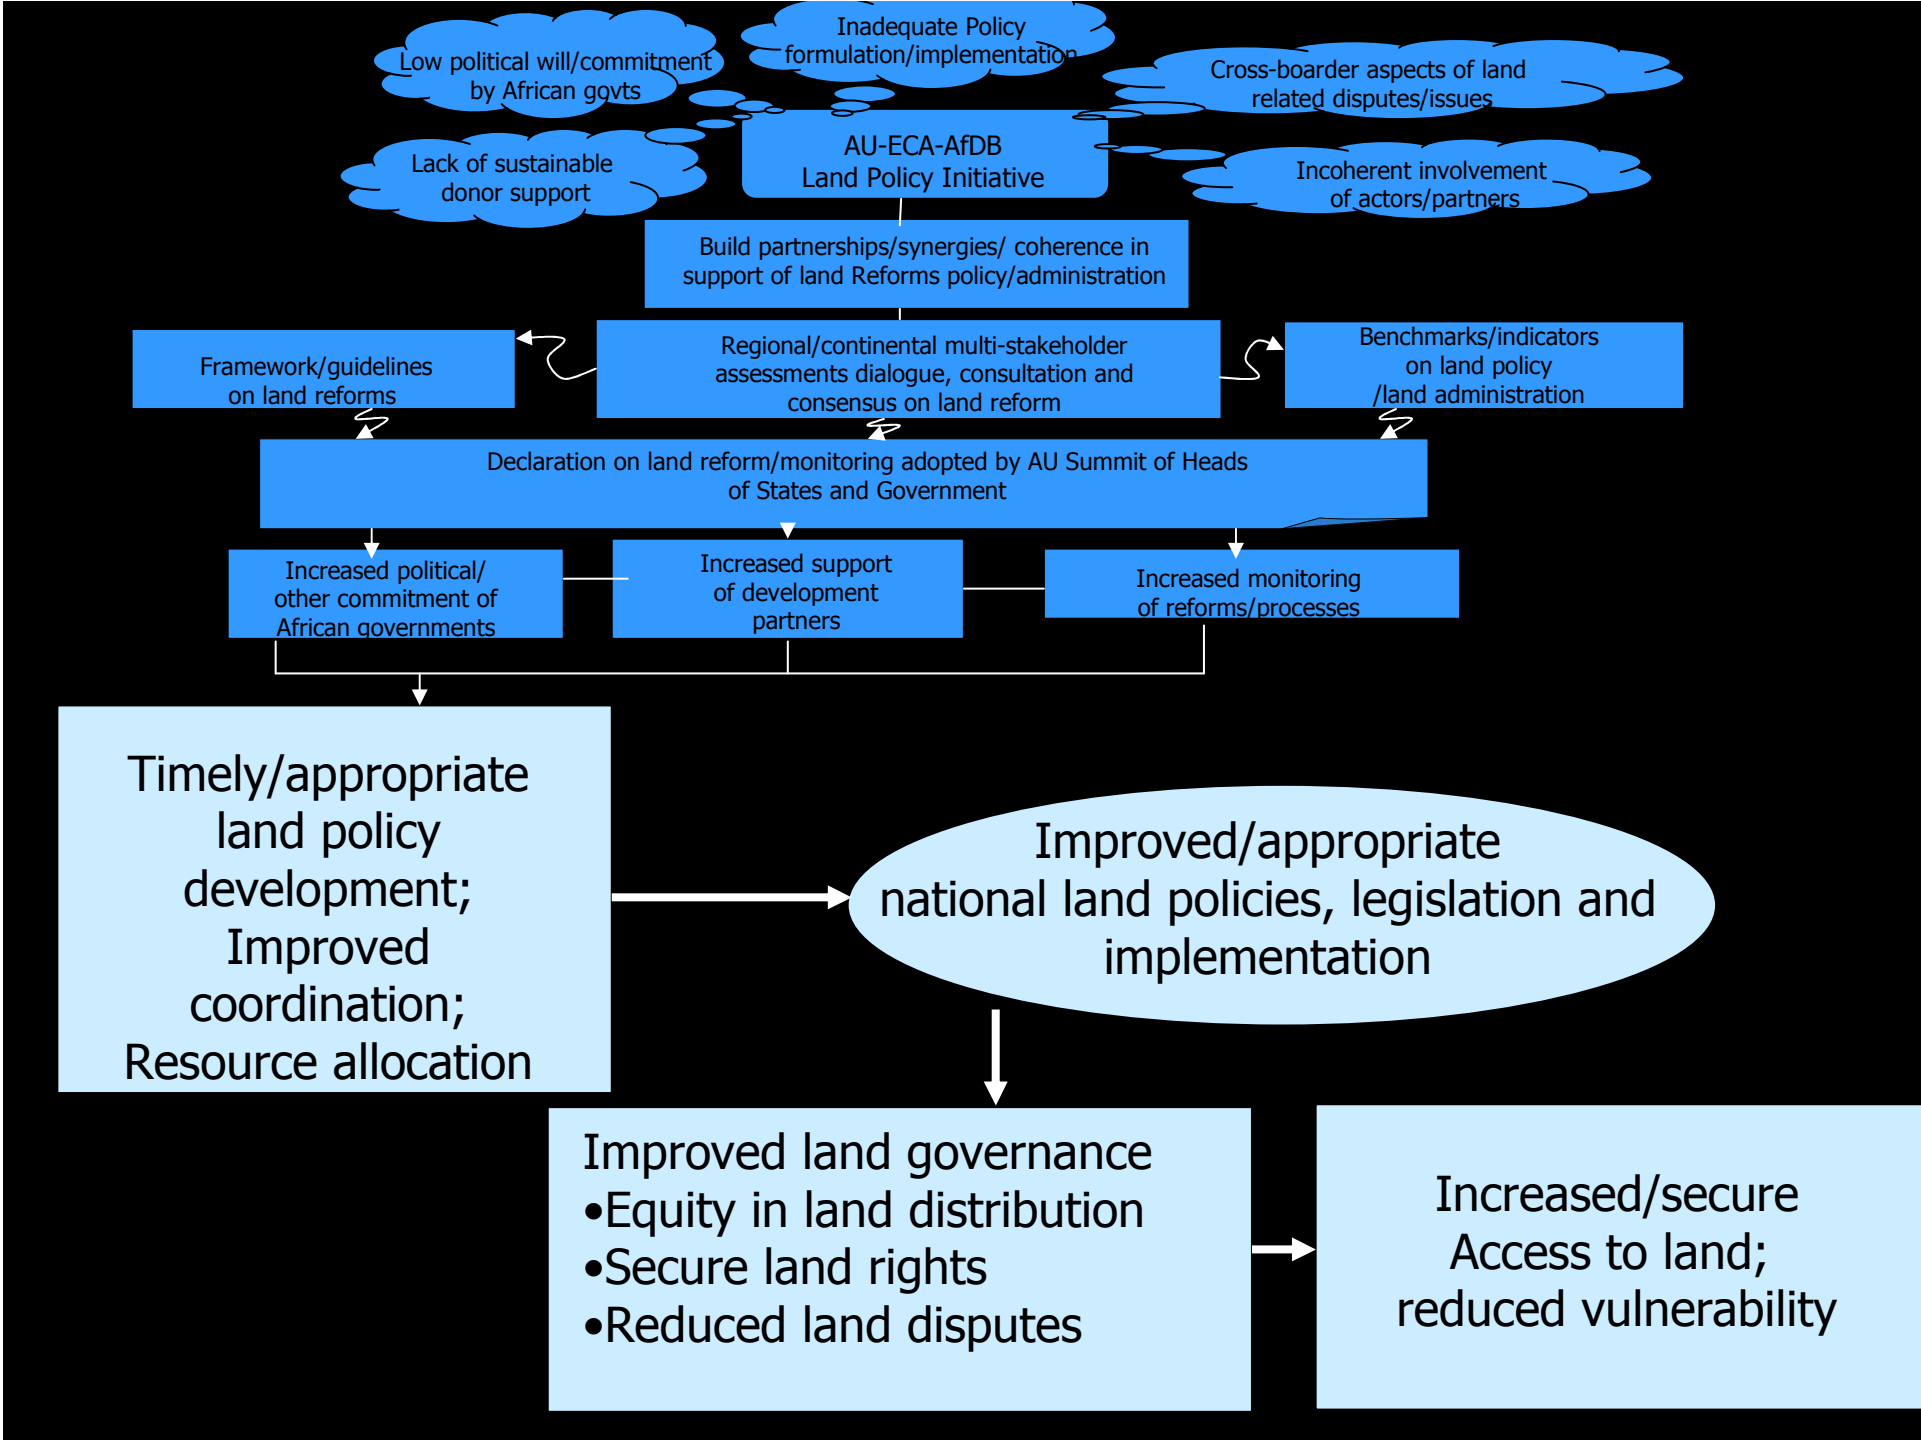 Low political will/commitment
by African govts
Inadequate Policy
formulation/implementation
Cross-boarder aspects of land
related disputes/issues
Lack of sustainable
donor support
AU-ECA-AfDB
Land Policy Initiative
Incoherent involvement
of actors/partners
Build partnerships/synergies/ coherence in
support of land Reforms policy/administration
Framework/guidelines
on land reforms
Regional/continental multi-stakeholder
assessments dialogue, consultation and
consensus on land reform
Benchmarks/indicators
on land policy
/land administration
Declaration on land reform/monitoring adopted by AU Summit of Heads
of States and Government
Increased political/
other commitment of
African governments
Increased support
of development
partners
Increased monitoring
of reforms/processes
Timely/appropriate
land policy
development;
Improved
coordination;
Resource allocation
Improved/appropriate
national land policies, legislation and
implementation
Improved land governance
•Equity in land distribution
•Secure land rights
•Reduced land disputes
Increased/secure
Access to land;
reduced vulnerability